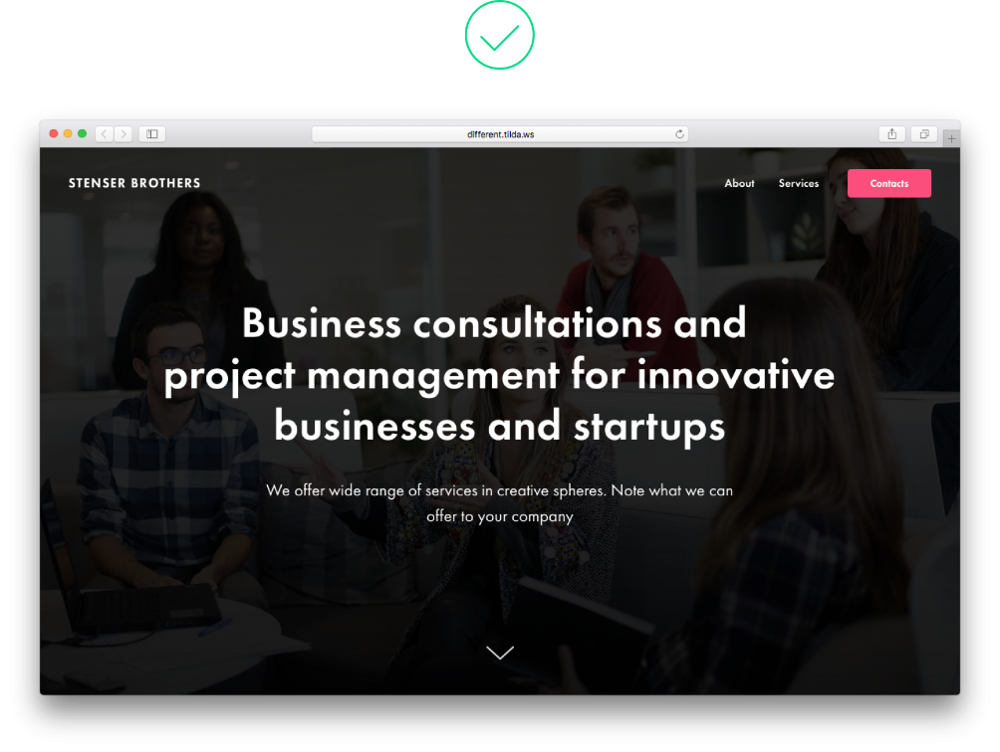 different.tilda.ws
STENSER BROTHERS
About Services Contacts
Business consultations and
project management for innovative
businesses and startups
We offer wide range of services in creative spheres. Note what we can
offer to your company